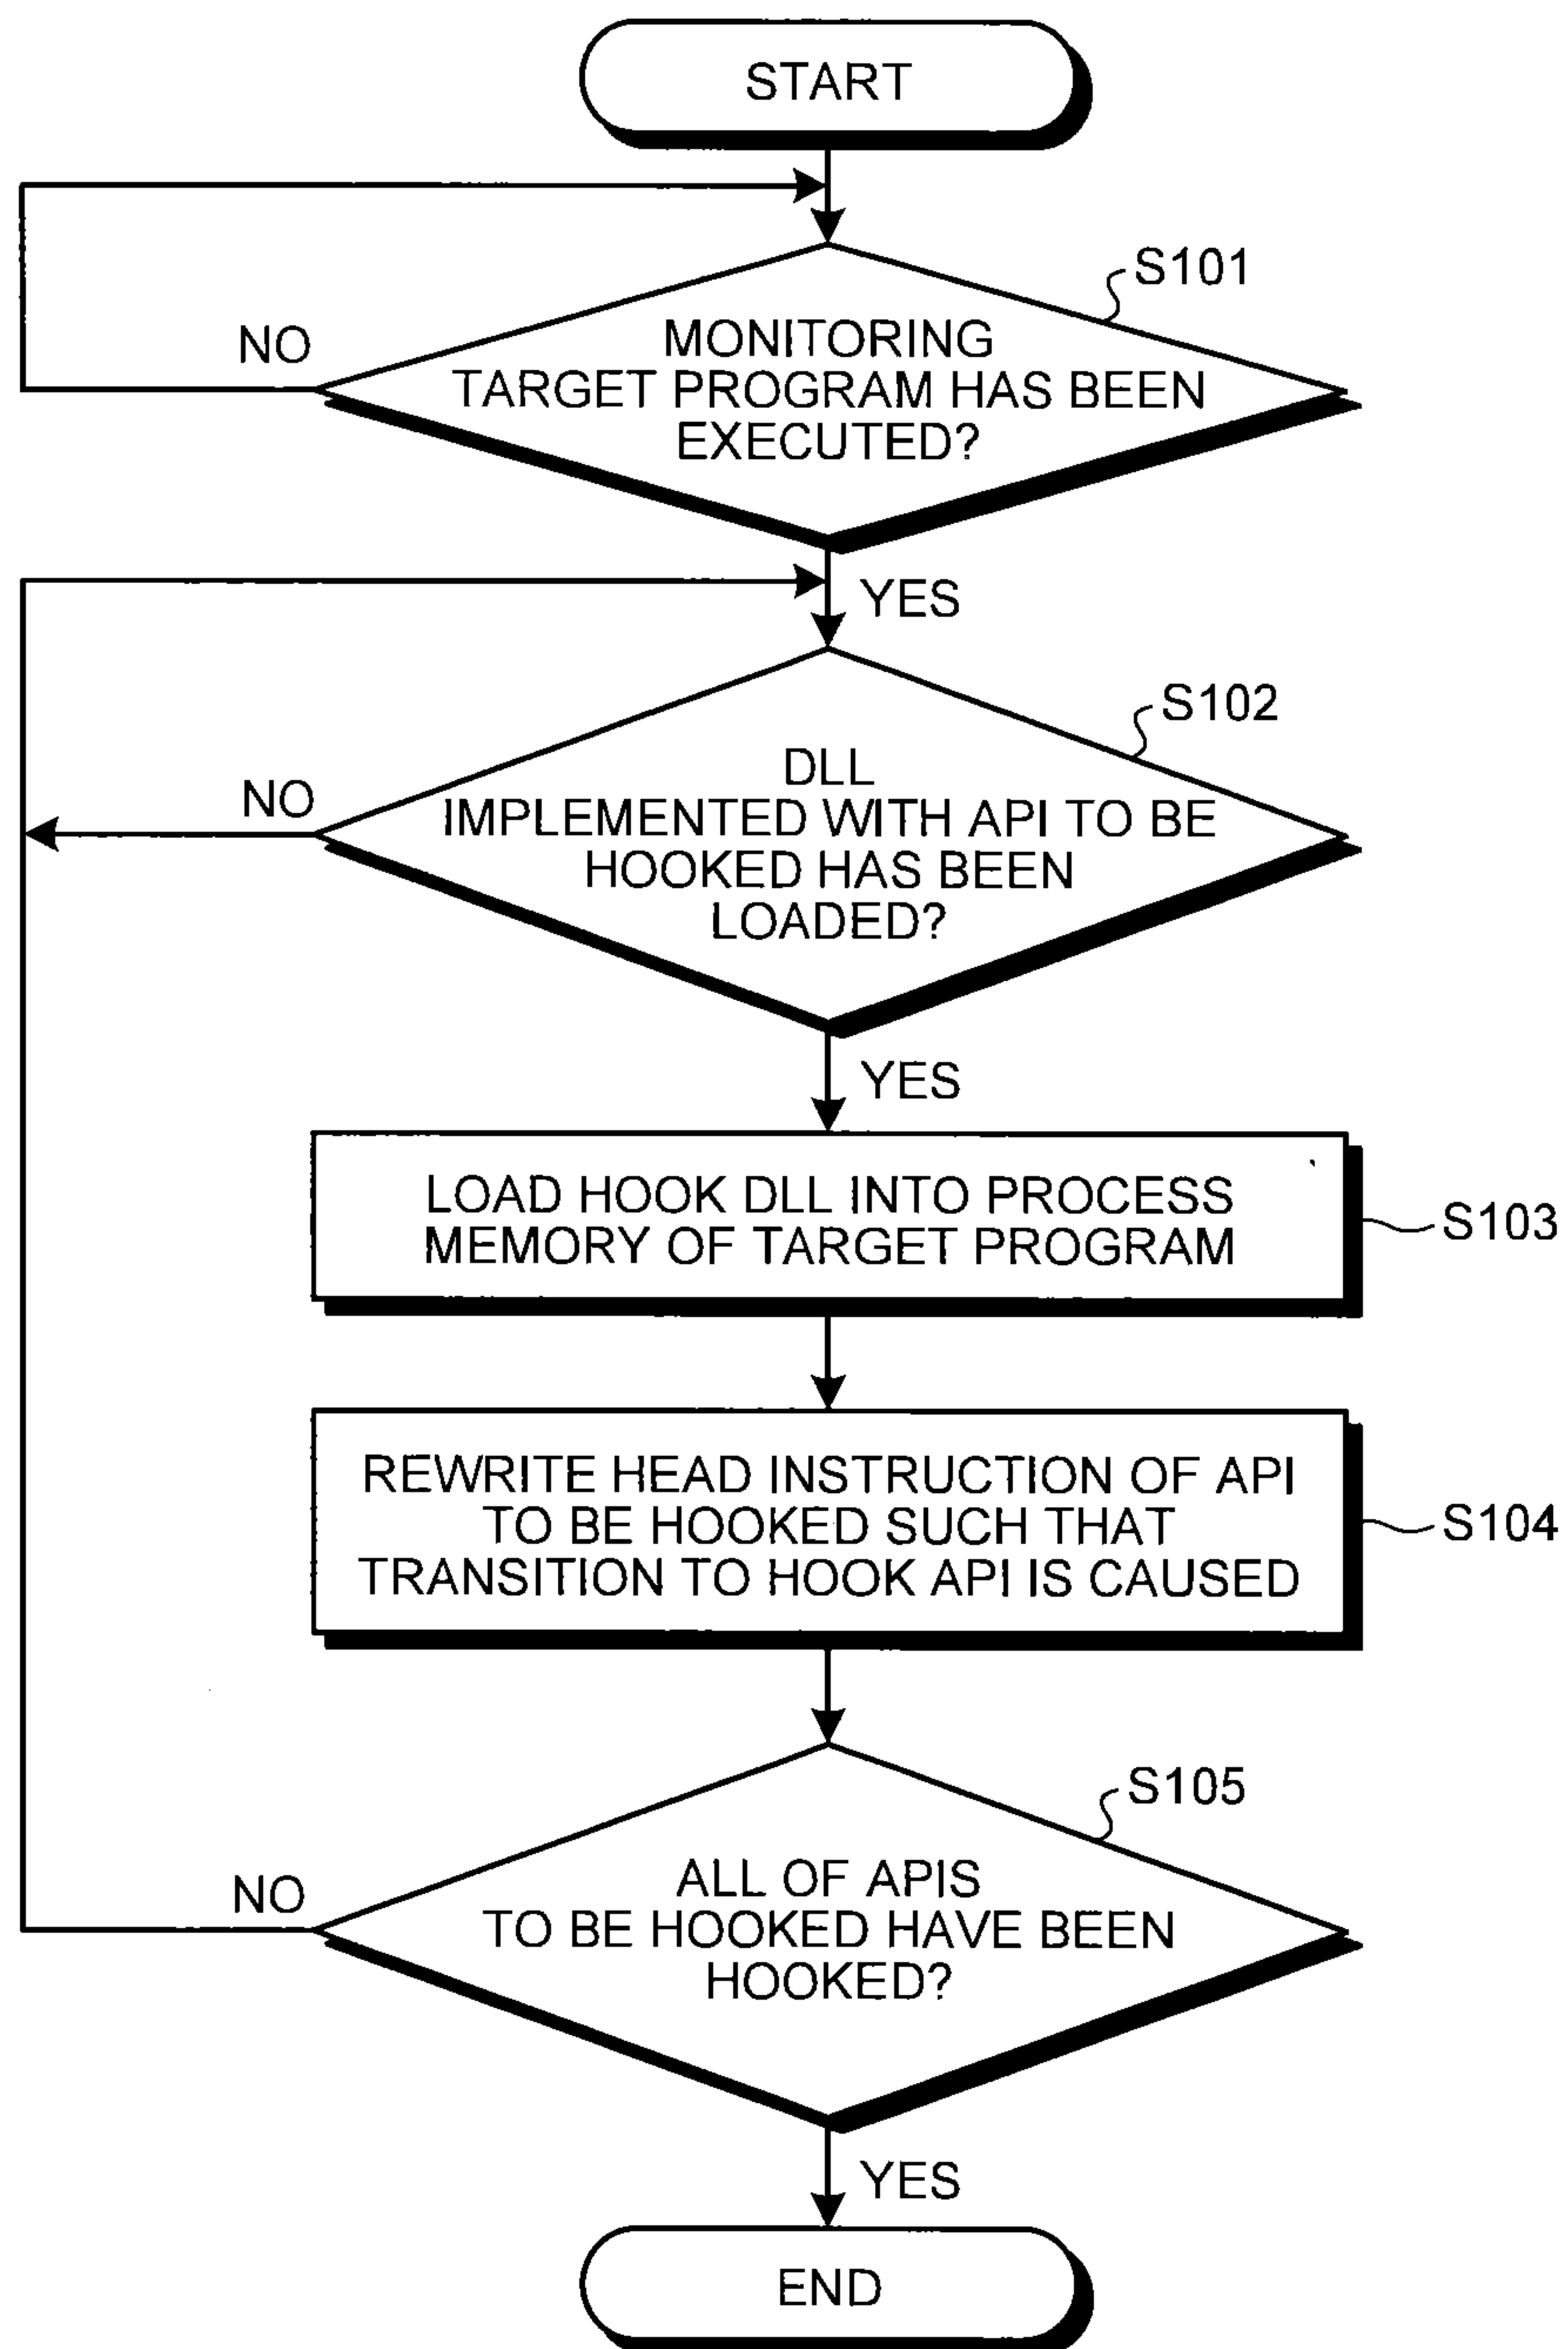 START
S101
NO
MONITORING
TARGET PROGRAM HAS BEEN
EXECUTED?
YES
S102
NO
DLL
IMPLEMENTED WITH API TO BE
HOOKED HAS BEEN
LOADED?
YES
LOAD HOOK DLL INTO PROCESS
MEMORY OF TARGET PROGRAM
S103
REWRITE HEAD INSTRUCTION OF API
TO BE HOOKED SUCH THAT
TRANSITION TO HOOK API IS CAUSED
S104
S105
NO
ALL OF APIS
TO BE HOOKED HAVE BEEN
HOOKED?
YES
END